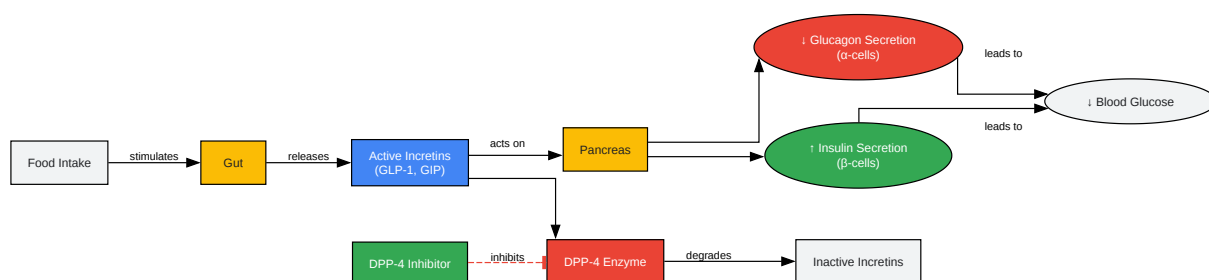 ↓ Glucagon Secretion
(α-cells)
leads to
↓ Blood Glucose
leads to
Food Intake
stimulates
Gut
releases
Active Incretins
(GLP-1, GIP)
acts on
Pancreas
↑ Insulin Secretion
(β-cells)
DPP-4 Inhibitor
inhibits
DPP-4 Enzyme
degrades
Inactive Incretins